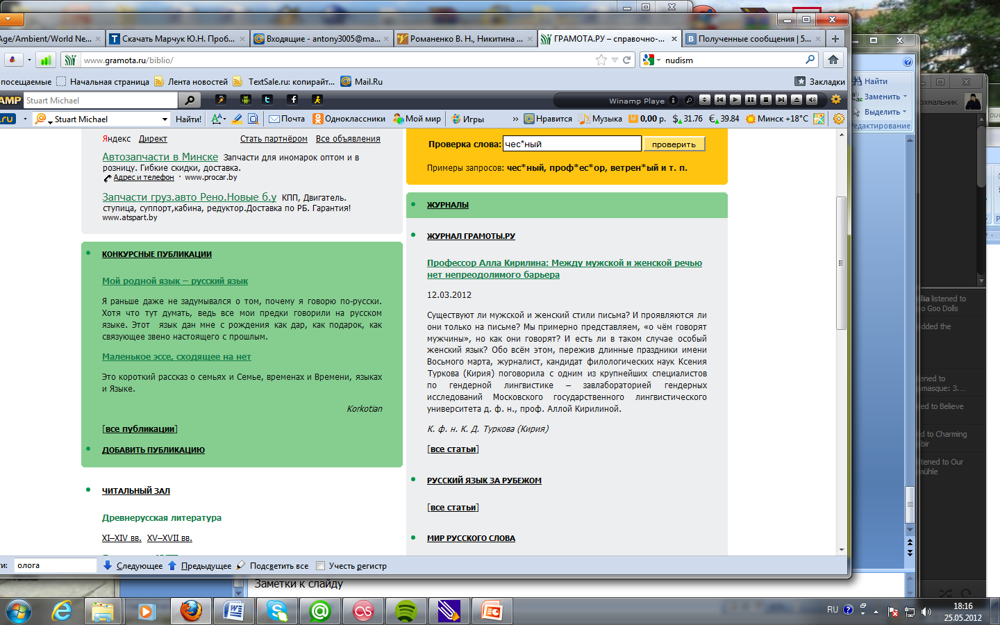 Age/Ambient/World Ne...
Скачать Марчук Ю.Н. Проб...
Входящие - antony3005@ma...
Романенко В. Н., Никитина ...
ГРАМОТА.РУ – справочно-...
Полученные сообщения | 5...
www.gramota.ru/biblio/
nudism
посещаемые
Начальная страница
Лента новостей
TextSale.ru: копирайт...
Mail.Ru
Закладки
AMP
Stuart Michael
Winamp Playe
.ru
Stuart Michael
Найти!
Почта
Одноклассники
Мой мир
Игры
»
Нравится
Музыка
0,00 р.
$ 31.76
€ 39.84
Минск +18°C
Яндекс Директ
Стать партнёром Все объявления
Автозапчасти в Минске Запчасти для иномарок оптом и в
розницу. Гибкие скидки, доставка.
Адрес и телефон · www.procar.by
Запчасти груз.авто Рено.Новые б.у КПП, Двигатель.
ступица, суппорт,кабина, редуктор.Доставка по РБ. Гарантия!
www.atspart.by
КОНКУРСНЫЕ ПУБЛИКАЦИИ
Мой родной язык – русский язык
Я раньше даже не задумывался о том, почему я говорю по-русски.
Хотя что тут думать, ведь все мои предки говорили на русском
языке. Этот язык дан мне с рождения как дар, как подарок, как
связующее звено настоящего с прошлым.
Маленькое эссе, сходящее на нет
Это короткий рассказ о семьях и Семье, временах и Времени, языках
и Языке.
Korkotian
[все публикации]
ДОБАВИТЬ ПУБЛИКАЦИЮ
ЧИТАЛЬНЫЙ ЗАЛ
Древнерусская литература
XI–XIV вв. XV–XVII вв.
Проверка слова: чес*ный проверить
Примеры запросов: чес*ный, проф*ес*ор, ветрен*ый и т. п.
ЖУРНАЛЫ
ЖУРНАЛ ГРАМОТЫ.РУ
Профессор Алла Кирилина: Между мужской и женской речью
нет непреодолимого барьера
12.03.2012
Существуют ли мужской и женский стили письма? И проявляются ли
они только на письме? Мы примерно представляем, «о чём говорят
мужчины», но как они говорят? И есть ли в таком случае особый
женский язык? Обо всём этом, пережив длинные праздники имени
Восьмого марта, журналист, кандидат филологических наук Ксения
Туркова (Кирия) поговорила с одним из крупнейших специалистов
по гендерной лингвистике – завлабораторией гендерных
исследований Московского государственного лингвистического
университета д. ф. н., проф. Аллой Кирилиной.
К. ф. н. К. Д. Туркова (Кирия)
[все статьи]
РУССКИЙ ЯЗЫК ЗА РУБЕЖОМ
[все статьи]
МИР РУССКОГО СЛОВА
ти:
олога
Следующее
Предыдущее
Подсветить все
Учесть регистр
Заметки к слайду
Найти
Заменить
Выделить
Редактирование
охмальник
llia listened to
o Goo Dolls
dded the
ened to
masque: 3....
ed to Believe
d to Charming
bir
tened to Our
mühle
RU
18:16
25.05.2012